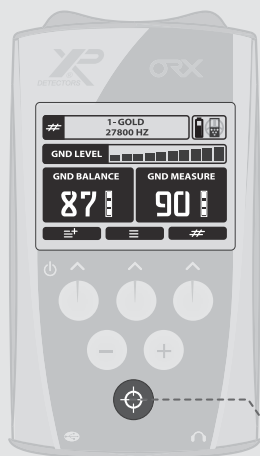 XP
DETECTORS
ORX
1- GOLD
27800 HZ
GND LEVEL
GND BALANCE
GND MEASURE
87
90